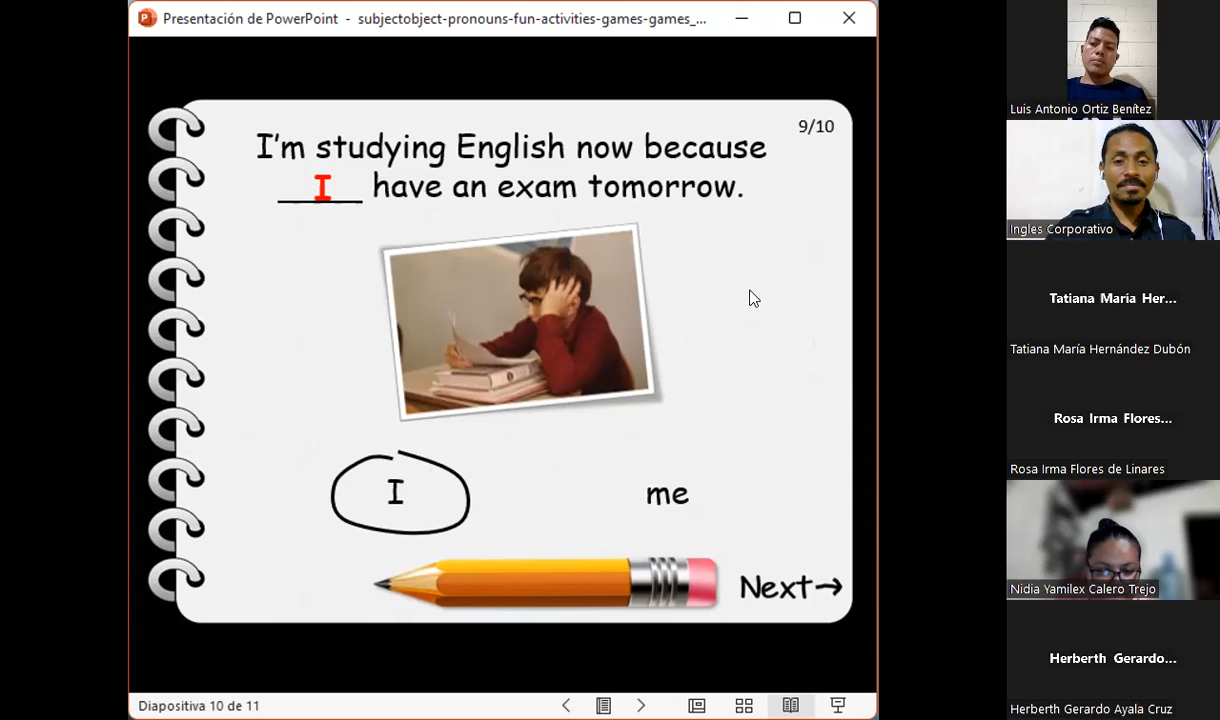 Presentación de PowerPoint - subjectobject-pronouns-fun-activities-games-games_...
9/10
I'm studying English now because
I have an exam tomorrow.
I
me
Next→
Diapositiva 10 de 11
Luis Antonio Ortiz Benítez
Ingles Corporativo
Tatiana María Her...
Tatiana María Hernández Dubón
Rosa Irma Flores...
Rosa Irma Flores de Linares
Nidia Yamilex Calero Trejo
Herberth Gerardo...
Herberth Gerardo Ayala Cruz